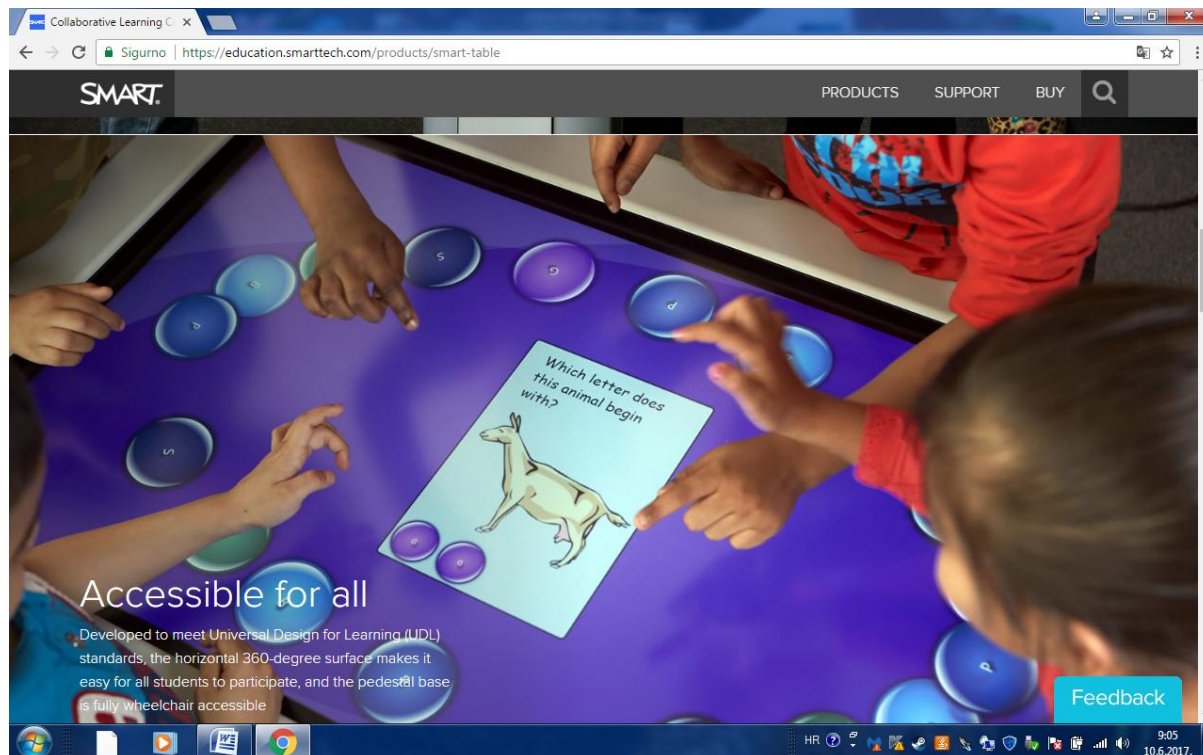 Collaborative Learning C
Sigurno https://education.smarttech.com/products/smart-table
SMART.
PRODUCTS SUPPORT BUY
Which letter does
this animal begin
with?
Accessible for all
Developed to meet Universal Design for Learning (UDL)
standards, the horizontal 360-degree surface makes it
easy for all students to participate, and the pedestal base
is fully wheelchair accessible
Feedback
HR
9:05
10.6.2017.